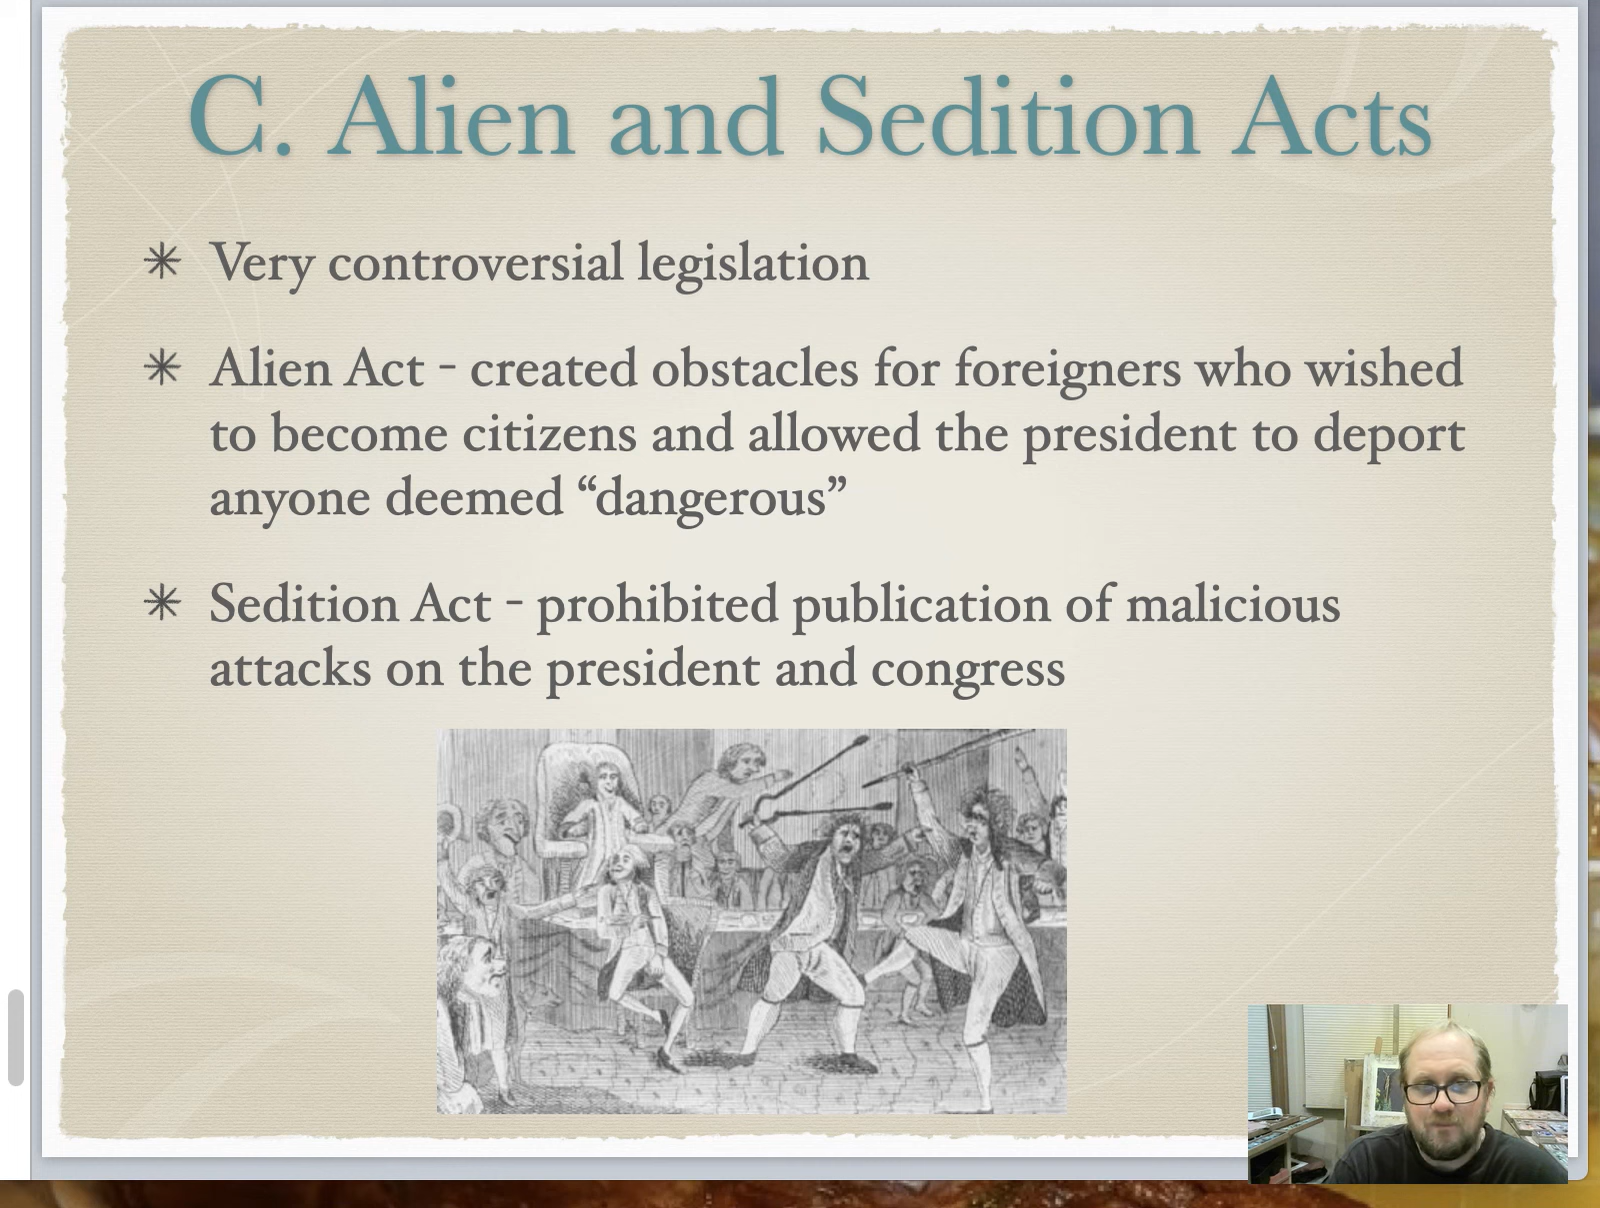 C. Alien and Sedition Acts
Very controversial legislation
Alien Act - created obstacles for foreigners who wished
to become citizens and allowed the president to deport
anyone deemed “dangerous”
Sedition Act - prohibited publication of malicious
attacks on the president and congress